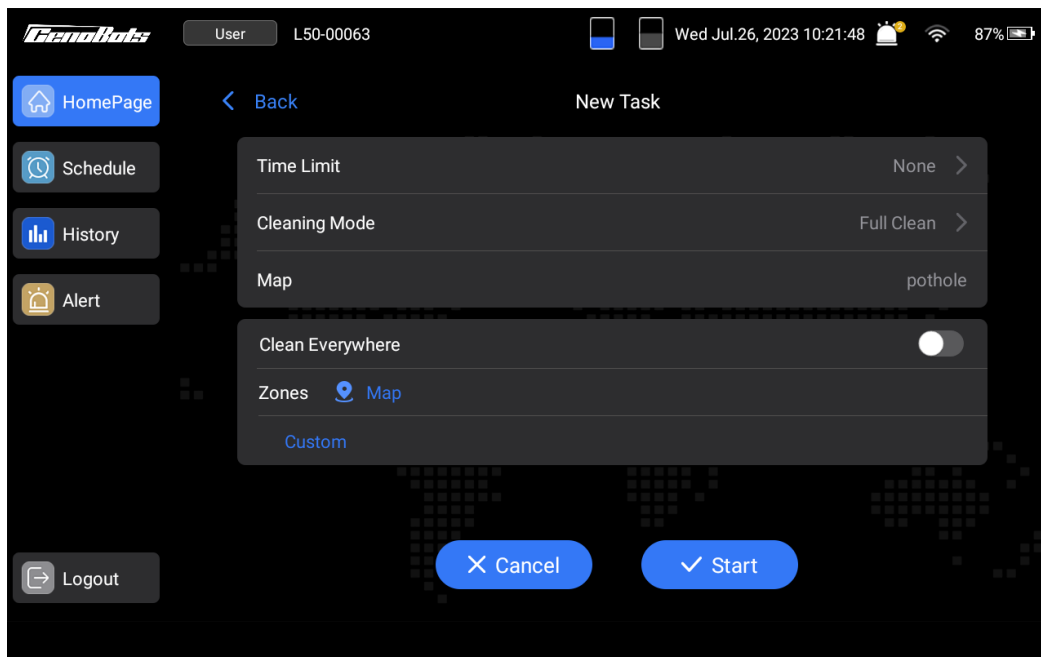 GenoBots User L50-00063 Wed Jul.26, 2023 10:21:48 2 87%
HomePage
Back New Task
Time Limit None
Schedule
Cleaning Mode Full Clean
History
Map pothole
Alert
Clean Everywhere
Zones Map
Custom
Cancel Start
Logout